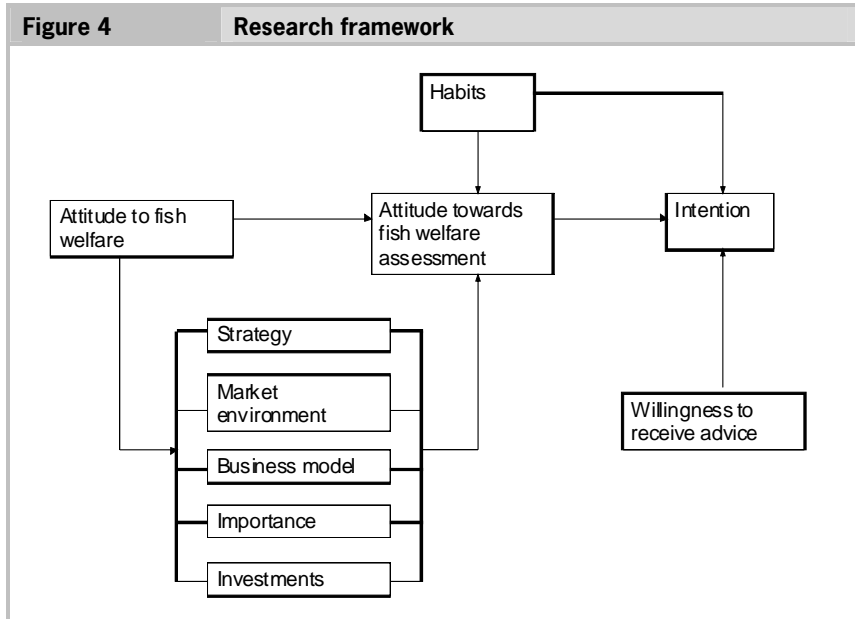 Figure 4 Research framework
Habits
Attitude to fish
welfare
Attitude towards
fish welfare
assessment
Intention
Strategy
Market
environment
Business model
Importance
Investments
Willingness to
receive advice